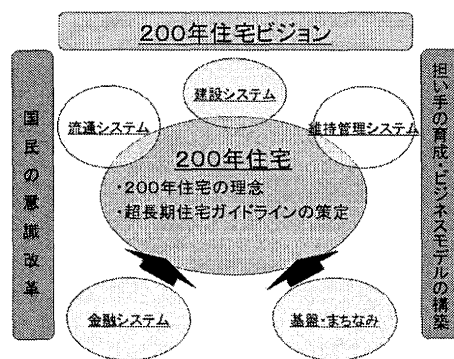 200年住宅ビジョン
国民の意識改革
建設システム
流通システム
維持管理システム
200年住宅
・200年住宅の理念
・超長期住宅ガイドラインの策定
金融システム
基盤・まちなみ
担い手の育成・ビジネスモデルの構築